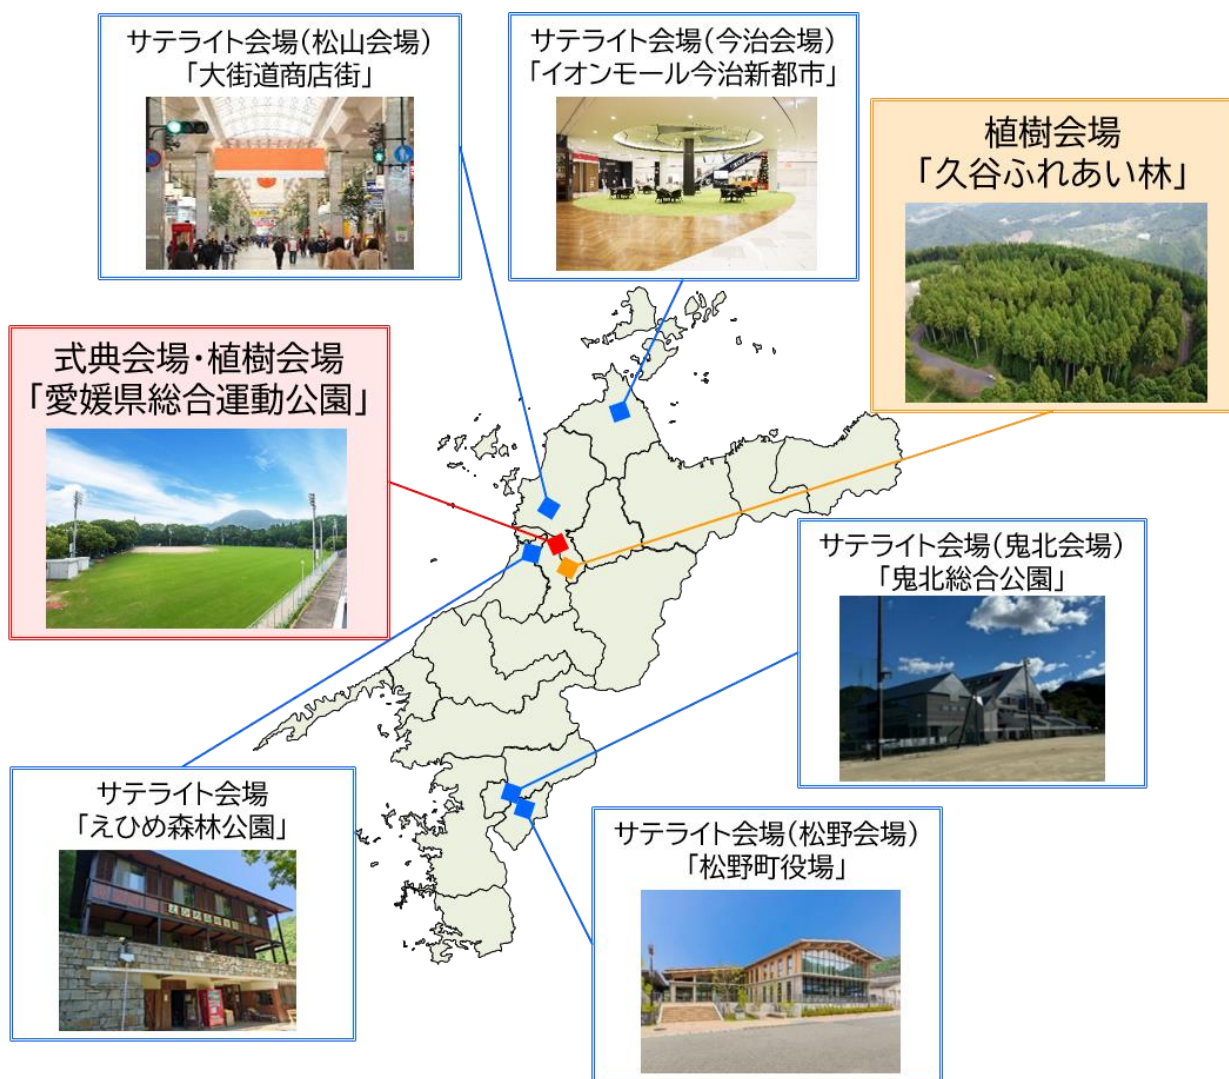 サテライト会場(松山会場)
「大街道商店街」
サテライト会場(今治会場)
「イオンモール今治新都市」
植樹会場
「久谷ふれあい林」
式典会場・植樹会場
「愛媛県総合運動公園」
サテライト会場(鬼北会場)
「鬼北総合公園」
サテライト会場
「えひめ森林公園」
サテライト会場(松野会場)
「松野町役場」